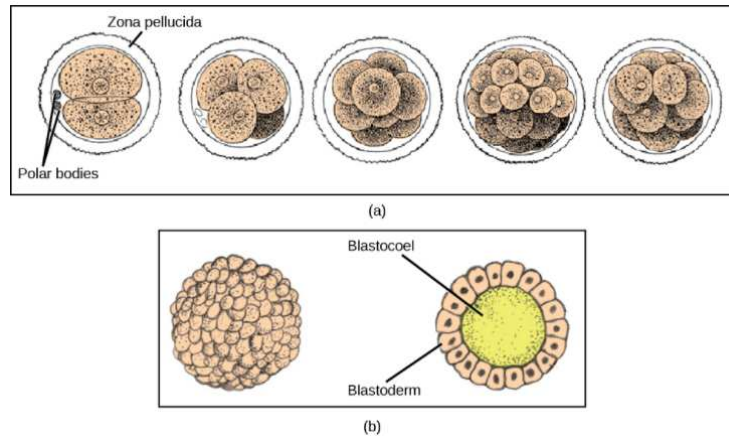 Zona pellucida
Polar bodies
(a)
Blastocoel
Blastoderm
(b)